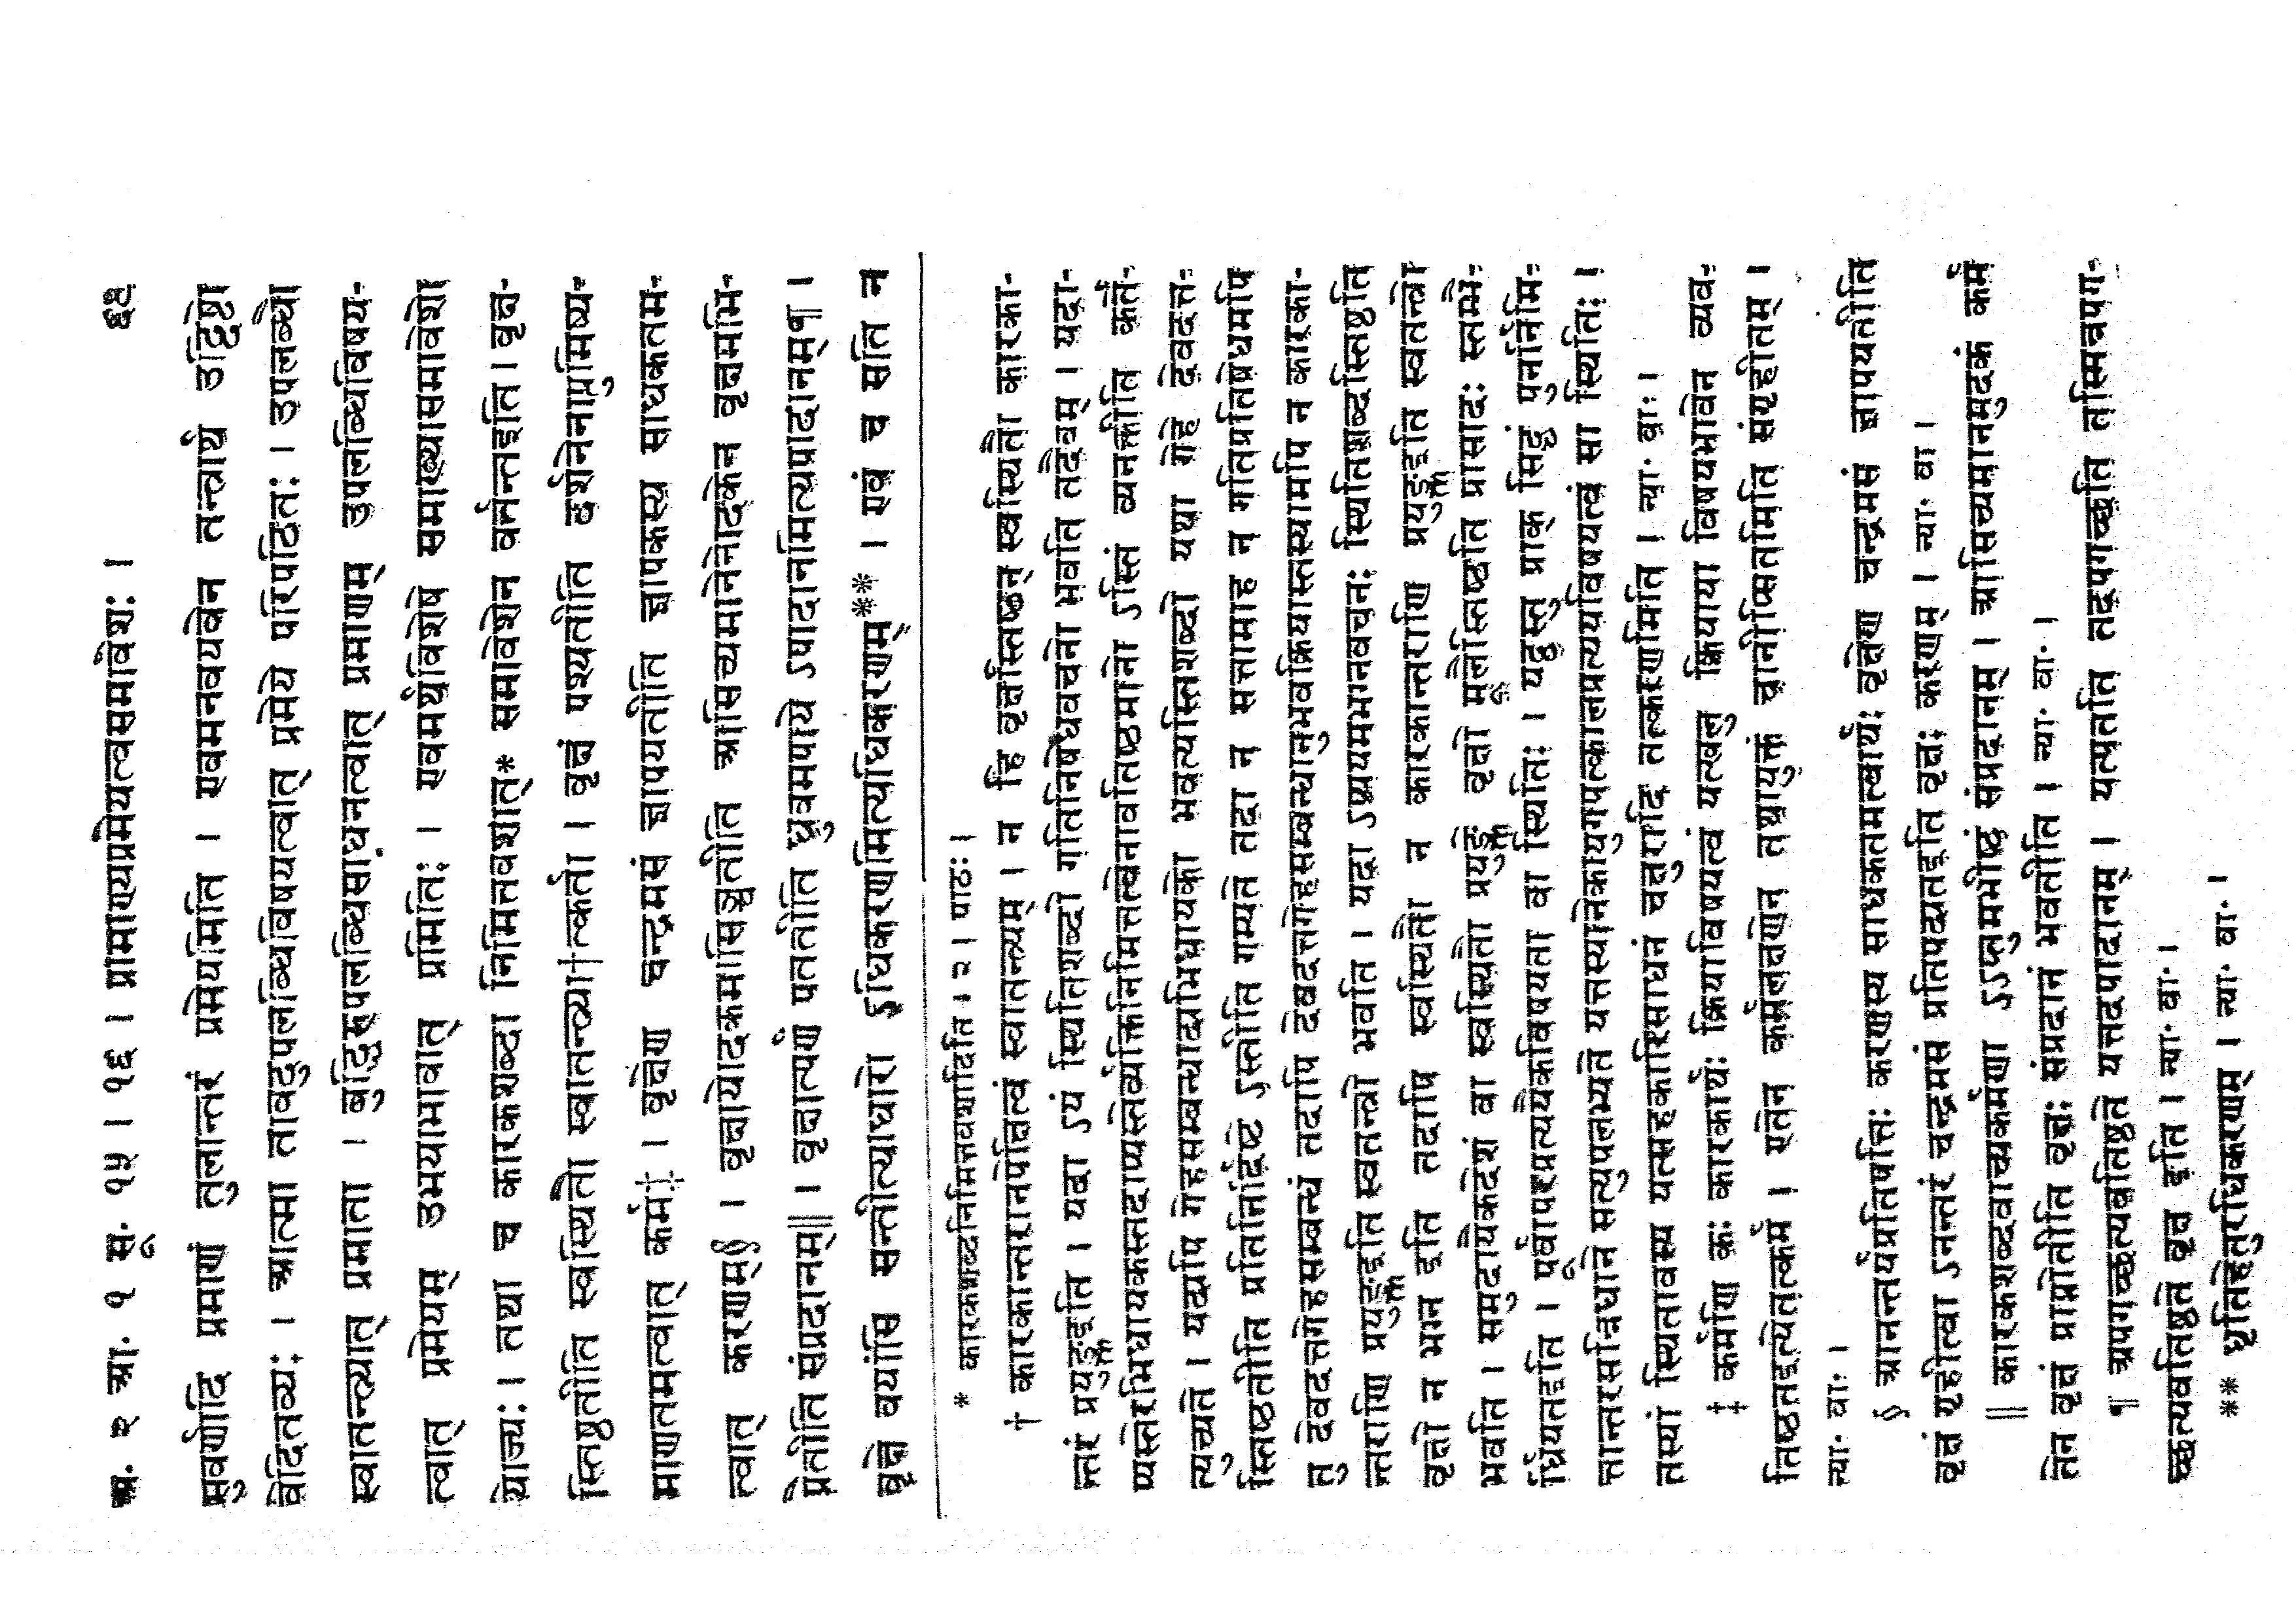 अ. २ आ. १ सू. १५ । १६ । प्रामाण्यप्रमेयत्वसमावेशः । ६९
सुवर्णादि प्रमाणं तुलान्तरं प्रमेयमिति । एवमनवयवेन तन्त्रार्थ उद्दिष्टो
वेदितव्यः । आत्मा तावदुपलब्धिविषयत्वात् प्रमेये परिपठितः । उपलब्धौ
स्वातन्त्र्यात् प्रमाता । बुद्धिरुपलब्धिसाधनत्वात् प्रमाणम् उपलब्धिविषय-
त्वात् प्रमेयम् उभयाभावात् प्रमितिः । एवमर्थविशेषे समाख्यासमावेशो
योज्यः । तथा च कारकशब्दा निमित्तवशात्* समावेशेन वर्त्तन्तइति । वृक्ष-
स्तिष्ठतीति स्वस्थितौ स्वातन्त्र्या†त्कर्ता । वृक्षं पश्यतीति दर्शनेनाप्तुमिष्य-
माणतमत्वात् कर्म‡ । वृक्षेण चन्द्रमसं ज्ञापयतीति ज्ञापकस्य साधकतम-
त्वात् करणम्§ । वृक्षायोदकमासिञ्चतीति आसिच्यमानेनोदकेन वृक्षमभि-
प्रैतीति संप्रदानम्‖ । वृक्षात्पर्णं पततीति ध्रुवमपाये ऽपादानमित्यपादानम्¶ ।
वृक्षे वयांसि सन्तीत्याधारो ऽधिकरणमित्यधिकरणम्** । एवं च सति न
* कारकशब्दनिमित्तवशादिति । २ । पाठः ।
† कारकान्तरानपेक्षित्वं स्वातन्त्र्यम् । न हि वृक्षस्तिष्ठन् स्वस्थितौ कारका-
न्तरं प्रयुङ्क्तइति । यदा ऽयं स्थितिशब्दो गतिनिषेधवचनो भवति तदैवम् । यदा-
प्यस्तेरभिधायकस्तदाप्यस्तेर्व्यक्तिनिमित्तत्वेनावतिष्ठमानो ऽस्तिं व्यनक्तीति कर्ते-
त्युच्यते । यद्यपि गेहसम्बन्धाद्यभिधायको भवत्यस्तिशब्दो यथा गेहे देवदत्त-
स्तिष्ठतीति प्रतिनिर्दिष्टे ऽस्तीति गम्यते तदा न सत्तामाह न गतिप्रतिषेधमपि
तु देवदत्तगेहसम्बन्धं तदापि देवदत्तगेहसम्बन्धानुभवक्रियास्तस्यामपि न कारका-
न्तराणि प्रयुङ्क्तइति स्वतन्त्रो भवति । यदा ऽप्ययमभग्नवचनः स्थितिशब्दस्तिष्ठति
वृक्षो न भग्न इति तदापि स्वस्थितौ न कारकान्तराणि प्रयुङ्क्तइति स्वतन्त्रो
भवति । समुदायैकदेशं वा स्वस्थितौ प्रयुङ्क्ते वृक्षो मूलैस्तिष्ठति प्रासादः स्तम्भै-
र्ध्रियतइति । पूर्वापरप्रत्ययैकविषयता वा स्थितिः । यद्वस्तु प्राक् सिद्धं पुनर्निमि-
त्तान्तरसन्निधाने सत्युपलभ्यते यत्तस्यानेकायुगपत्कालप्रत्ययविषयत्वं सा स्थितिः ।
तस्यां स्थितावस्य यत्सहकारिसाधनं चक्षुरादि तत्करणमिति । न्या. वा. ।
‡ कर्मणि कः कारकार्थः क्रियाविषयत्वं यत्खलु क्रियाया विषयभावेन व्यव-
तिष्ठतइत्येतत्कर्म । एतेन कर्मलक्षणेन तथायुक्तं चानीप्सितमिति संगृहीतम् ।
न्या. वा. ।
§ आनन्तर्यप्रतिपत्तिः करणस्य साधकतमत्वार्थः वृक्षेण चन्द्रमसं ज्ञापयतीति
वृक्षं गृहीत्वा ऽनन्तरं चन्द्रमसं प्रतिपद्यतइति वृक्षः करणम् । न्या. वा ।
‖ कारकशब्दवाच्यकर्मणा ऽऽप्तुमभीष्टं संप्रदानम् । आसिच्यमानमुदकं कर्म
तेन वृक्षं प्राप्नोतीति वृक्षः संप्रदानं भवतीति । न्या. वा. ।
¶ अपगच्छत्यवतिष्ठते यत्तदपादानम् । यत्पतति तदपगच्छति तस्मिन्नपग-
च्छत्यवतिष्ठते वृक्ष इति । न्या. वा. ।
** धृतिहेतुरधिकरणम् । न्या. वा. ।